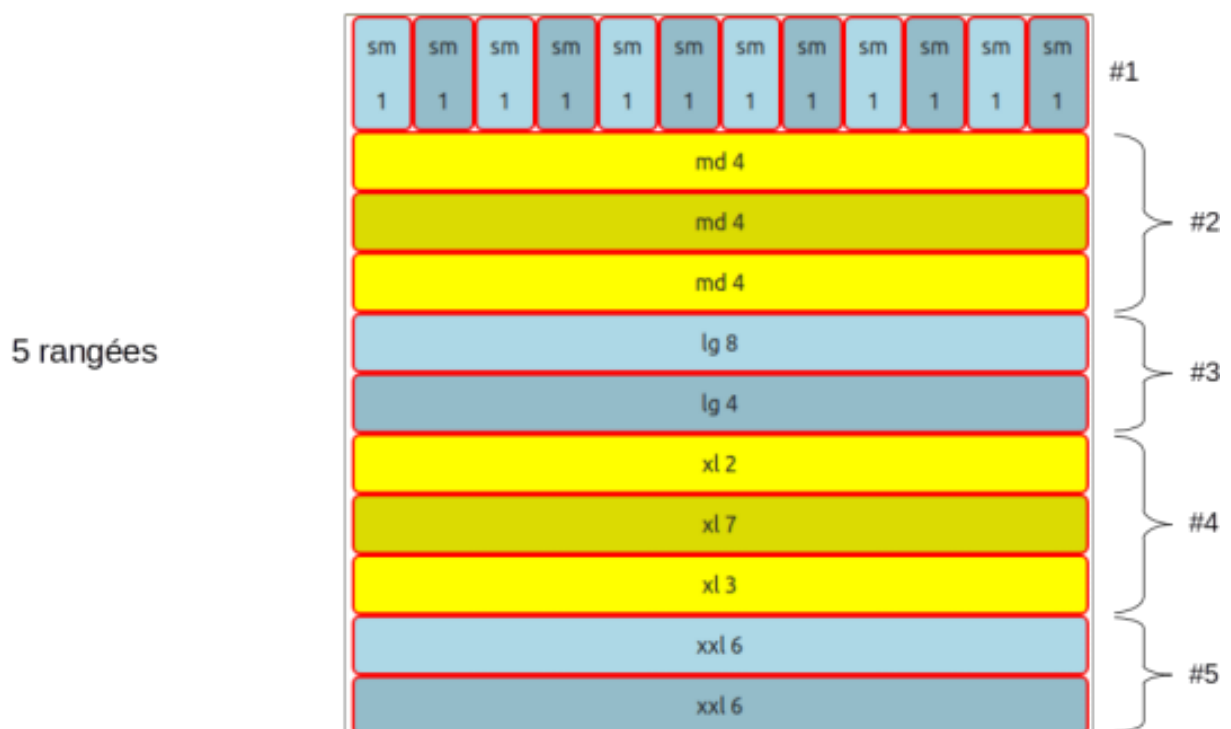 sm sm sm sm sm sm sm sm sm sm sm sm
1 1 1 1 1 1 1 1 1 1 1 1
#1
md 4
md 4
#2
md 4
lg 8
5 rangées
#3
lg 4
xl 2
xl 7
#4
xl 3
xxl 6
#5
xxl 6